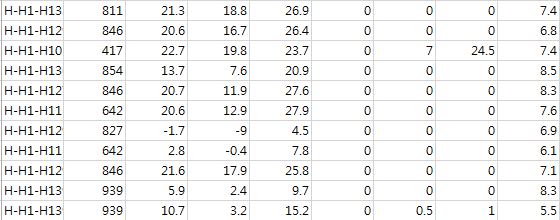 H-H1-H13 811 21.3 18.8 26.9 0 0 0 7.4
H-H1-H129 846 20.6 16.7 26.4 0 0 0 6.8
H-H1-H10 417 22.7 19.8 23.7 0 7 24.5 7.4
H-H1-H13 854 13.7 7.6 20.9 0 0 0 8.5
H-H1-H12 846 20.7 11.9 27.6 0 0 0 8.3
H-H1-H11 642 20.6 12.9 27.9 0 0 0 7.6
H-H1-H129 827 -1.7 -9 4.5 0 0 0 6.9
H-H1-H11 642 2.8 -0.4 7.8 0 0 0 6.1
H-H1-H129 846 21.6 17.9 25.8 0 0 0 7.1
H-H1-H139 939 5.9 2.4 9.7 0 0 0 8.3
H-H1-H139 939 10.7 3.2 15.2 0 0.5 1 5.5